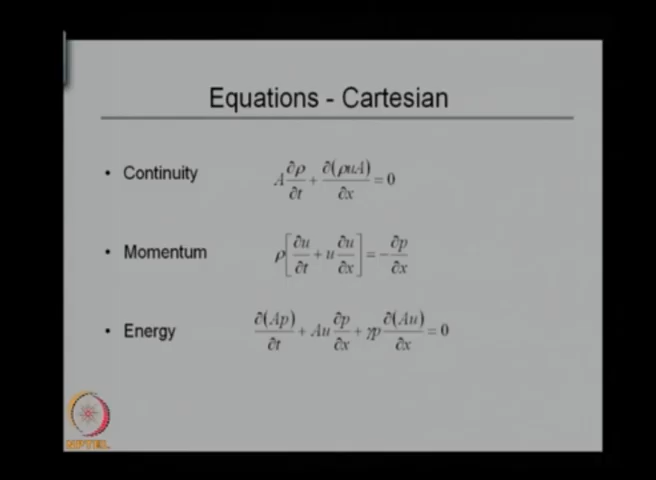 Equations - Cartesian
• Continuity A ∂ρ/∂t + ∂(ρuA)/∂x = 0
• Momentum ρ[∂u/∂t + u ∂u/∂x] = -∂p/∂x
• Energy ∂(Ap)/∂t + Au ∂p/∂x + γp ∂(Au)/∂x = 0
NPTEL